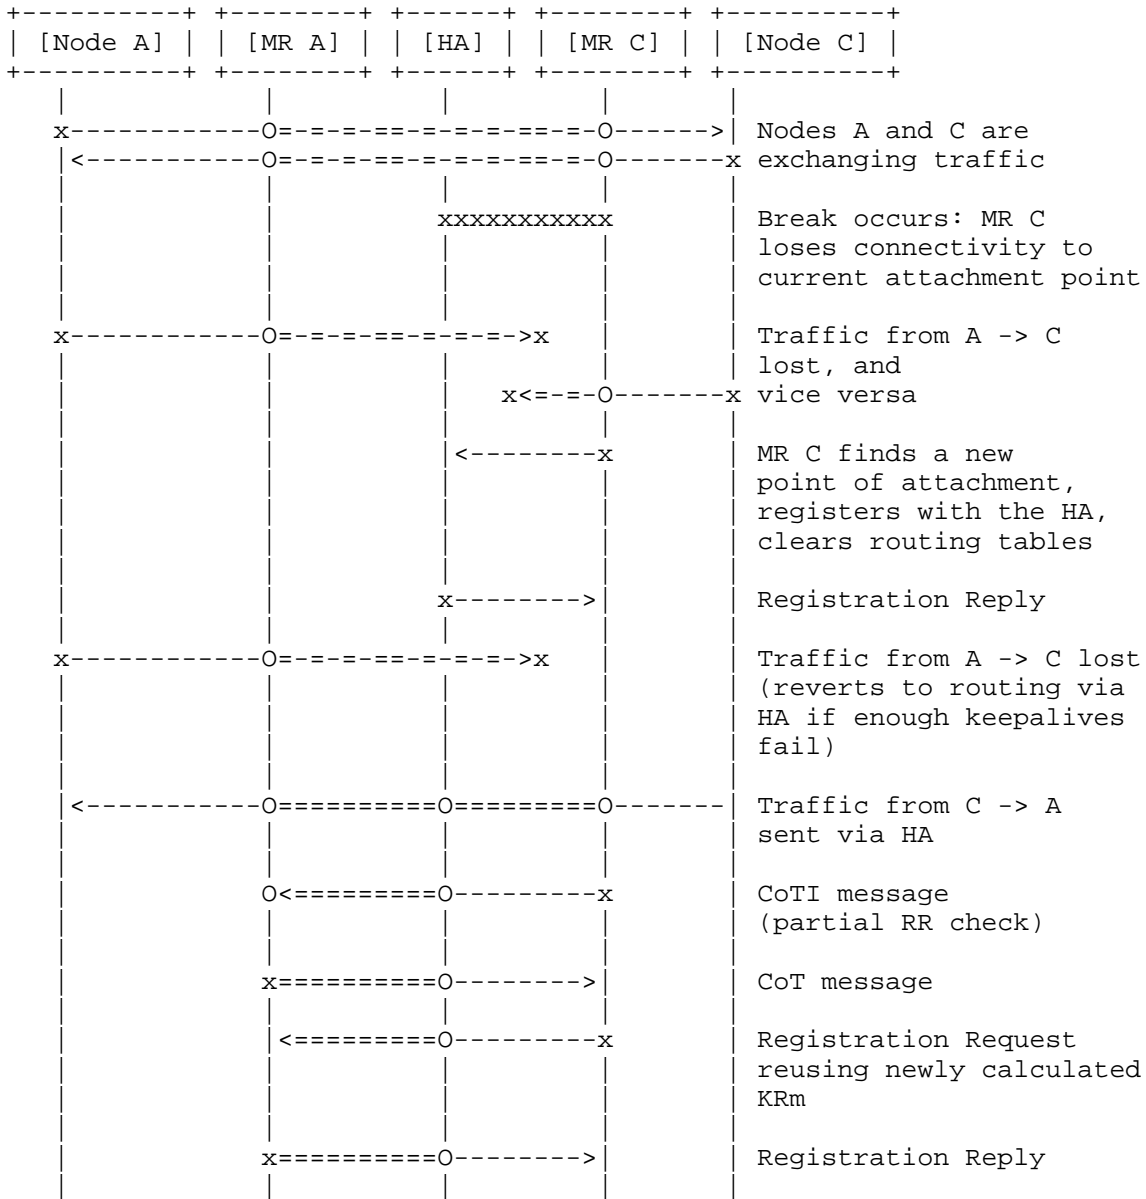 [Node A] [MR A] [HA] [MR C] [Node C]
x------------O=-=-=-==-=-=-=-==-=-O------>| Nodes A and C are
|<-----------O=-=-=-==-=-=-=-==-=-O-------x exchanging traffic
xxxxxxxxxxx Break occurs: MR C
loses connectivity to
current attachment point
x------------O=-=-=-==-=-=-=->x Traffic from A -> C
lost, and
x<=-=-O-------x vice versa
<--------x MR C finds a new
point of attachment,
registers with the HA,
clears routing tables
x-------->| Registration Reply
x------------O=-=-=-==-=-=-=->x Traffic from A -> C lost
(reverts to routing via
HA if enough keepalives
fail)
<-----------O==========O=========O-------| Traffic from C -> A
sent via HA
O<=========O---------x CoTI message
(partial RR check)
x==========O-------->| CoT message
|<=========O---------x Registration Request
reusing newly calculated
KRm
x==========O-------->| Registration Reply